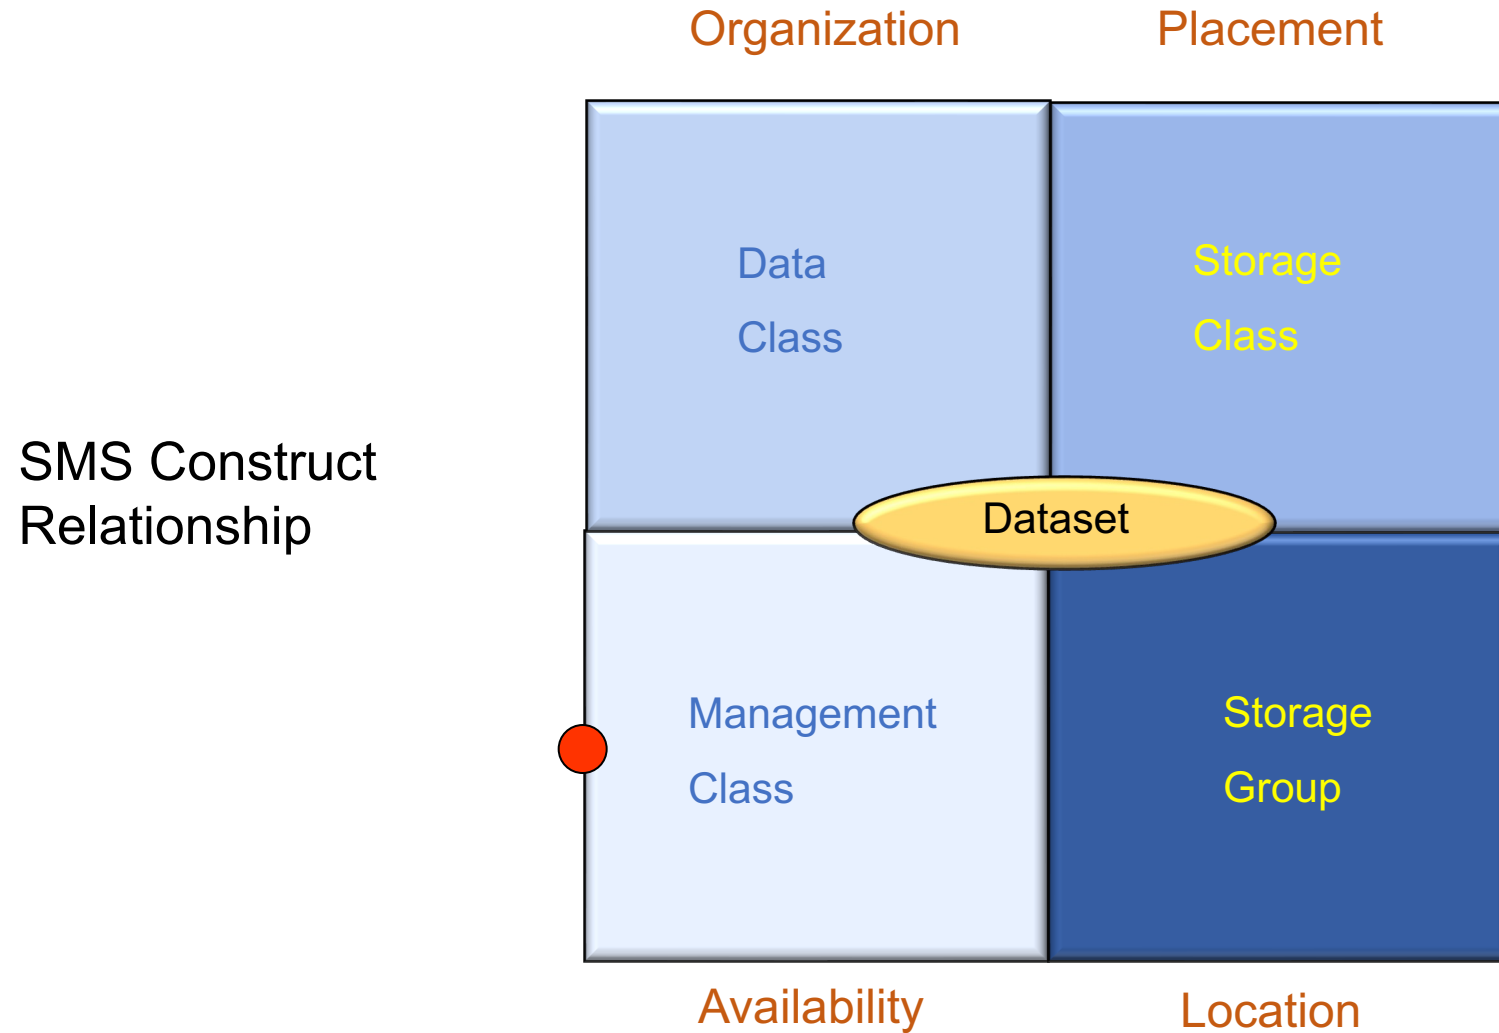 Organization
Placement
Data
Class
Storage
Class
SMS Construct
Relationship
Dataset
Management
Class
Storage
Group
Availability
Location